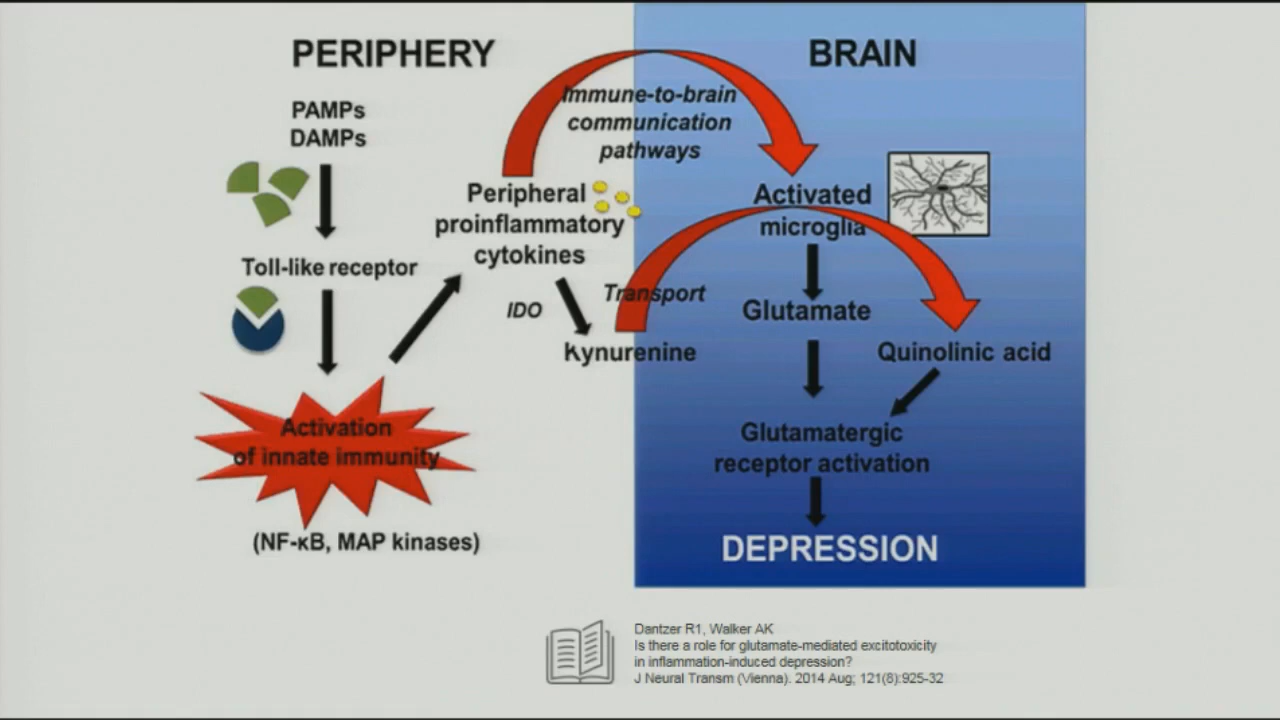 PERIPHERY
PAMPs
DAMPs
Toll-like receptor
Activation
of innate immunity
(NF-κB, MAP kinases)
Peripheral
proinflammatory
cytokines
IDO
Kynurenine
Immune-to-brain
communication
pathways
Transport
BRAIN
Activated
microglia
Glutamate
Quinolinic acid
Glutamatergic
receptor activation
DEPRESSION
Dantzer R1, Walker AK
Is there a role for glutamate-mediated excitotoxicity
in inflammation-induced depression?
J Neural Transm (Vienna). 2014 Aug; 121(8):925-32